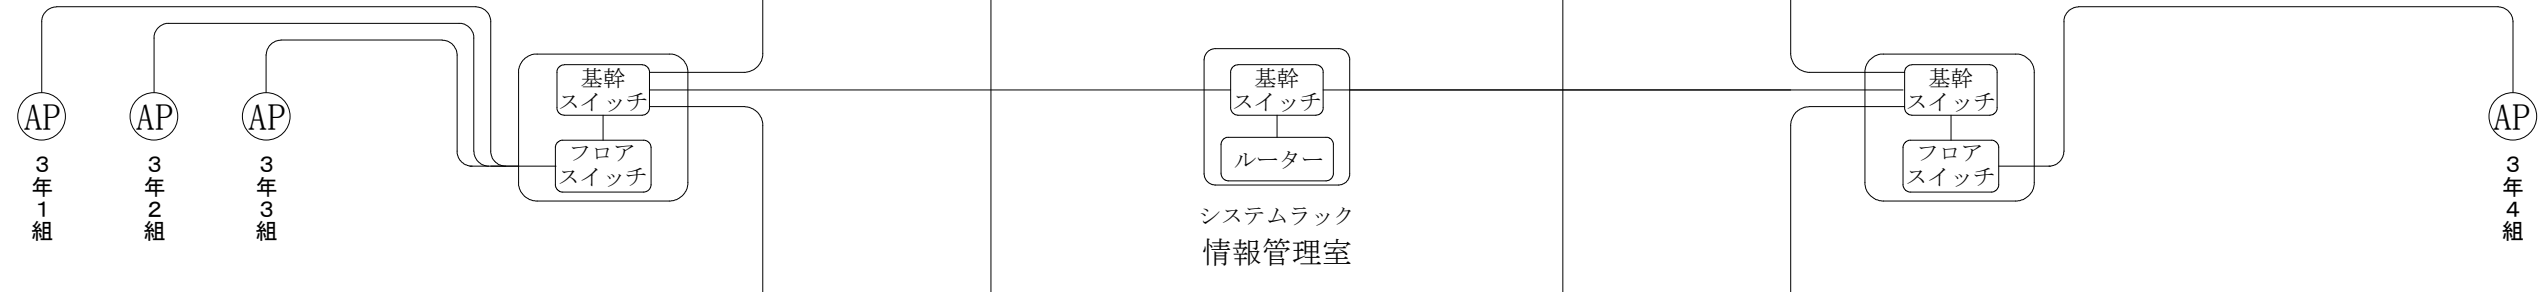 AP
3年1組
AP
3年2組
AP
3年3組
基幹
スイッチ
フロア
スイッチ
基幹
スイッチ
ルーター
システムラック
情報管理室
基幹
スイッチ
フロア
スイッチ
AP
3年4組